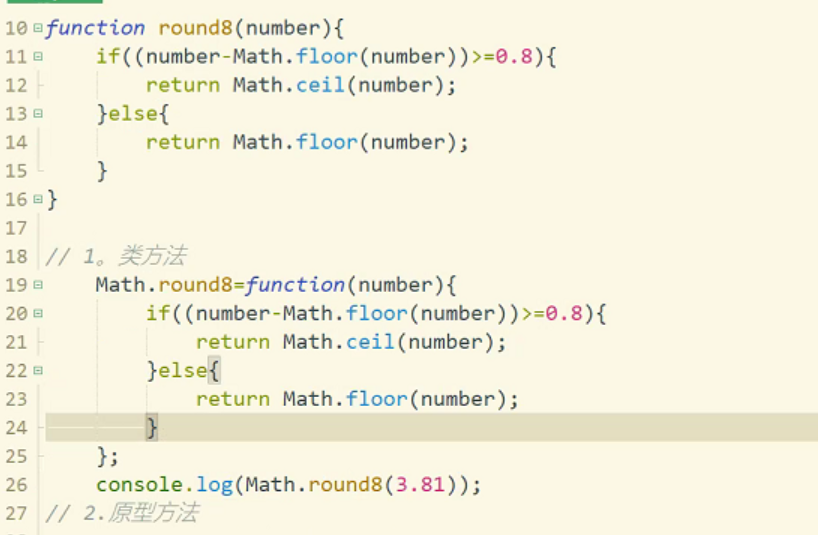 10 function round8(number){
11     if((number-Math.floor(number))>=0.8){
12         return Math.ceil(number);
13     }else{
14         return Math.floor(number);
15     }
16 }
17
18 // 1。类方法
19     Math.round8=function(number){
20         if((number-Math.floor(number))>=0.8){
21             return Math.ceil(number);
22         }else{
23             return Math.floor(number);
24         }
25     };
26     console.log(Math.round8(3.81));
27 // 2.原型方法